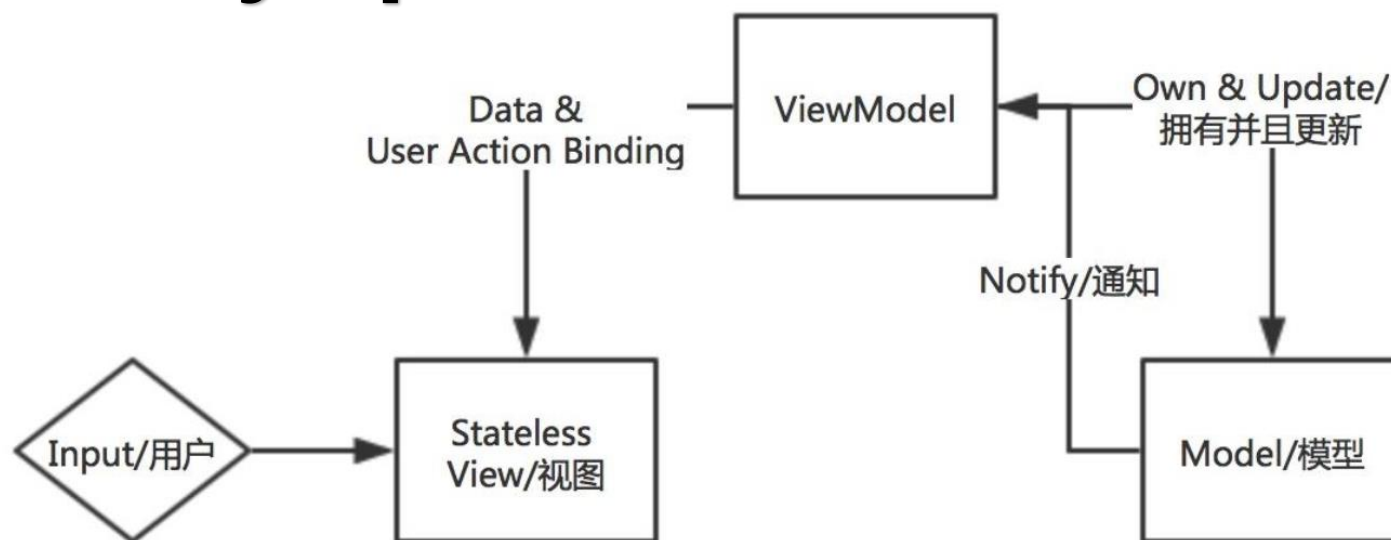 Data &
User Action Binding
ViewModel
Own & Update/
拥有并且更新
Notify/通知
Input/用户
Stateless
View/视图
Model/模型